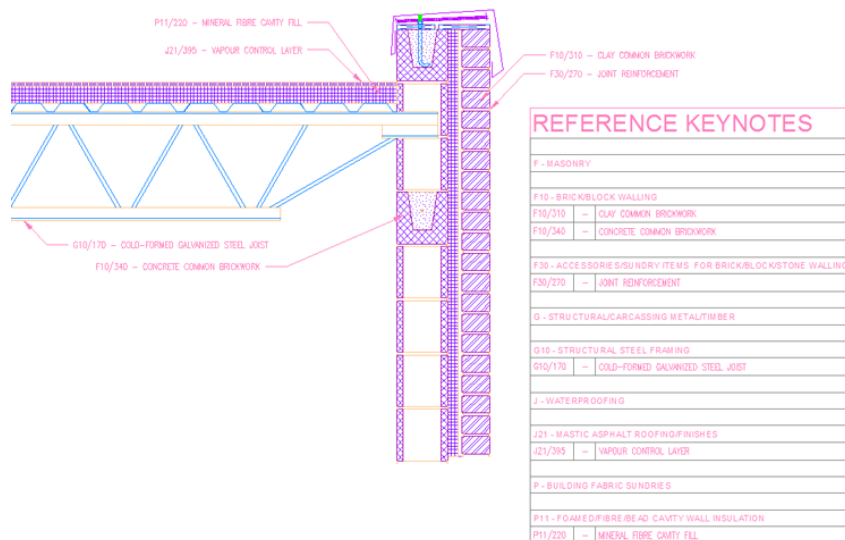 P11/220 – MINERAL FIBRE CAVITY FILL
J21/395 – VAPOUR CONTROL LAYER
F10/310 – CLAY COMMON BRICKWORK
F30/270 – JOINT REINFORCEMENT
G10/170 – COLD-FORMED GALVANIZED STEEL JOIST
F10/340 – CONCRETE COMMON BRICKWORK
REFERENCE KEYNOTES
F - MASONRY
F10 - BRICK/BLOCK WALLING
F10/310 – CLAY COMMON BRICKWORK
F10/340 – CONCRETE COMMON BRICKWORK
F30 - ACCESSORIES/SUNDRY ITEMS FOR BRICK/BLOCK/STONE WALLING
F30/270 – JOINT REINFORCEMENT
G - STRUCTURAL/CARCASSING METAL/TIMBER
G10 - STRUCTURAL STEEL FRAMING
G10/170 – COLD-FORMED GALVANIZED STEEL JOIST
J - WATERPROOFING
J21 - MASTIC ASPHALT ROOFING/FINISHES
J21/395 – VAPOUR CONTROL LAYER
P - BUILDING FABRIC SUNDRIES
P11 - FOAMED/FIBRE/BEAD CAVITY WALL INSULATION
P11/220 – MINERAL FIBRE CAVITY FILL